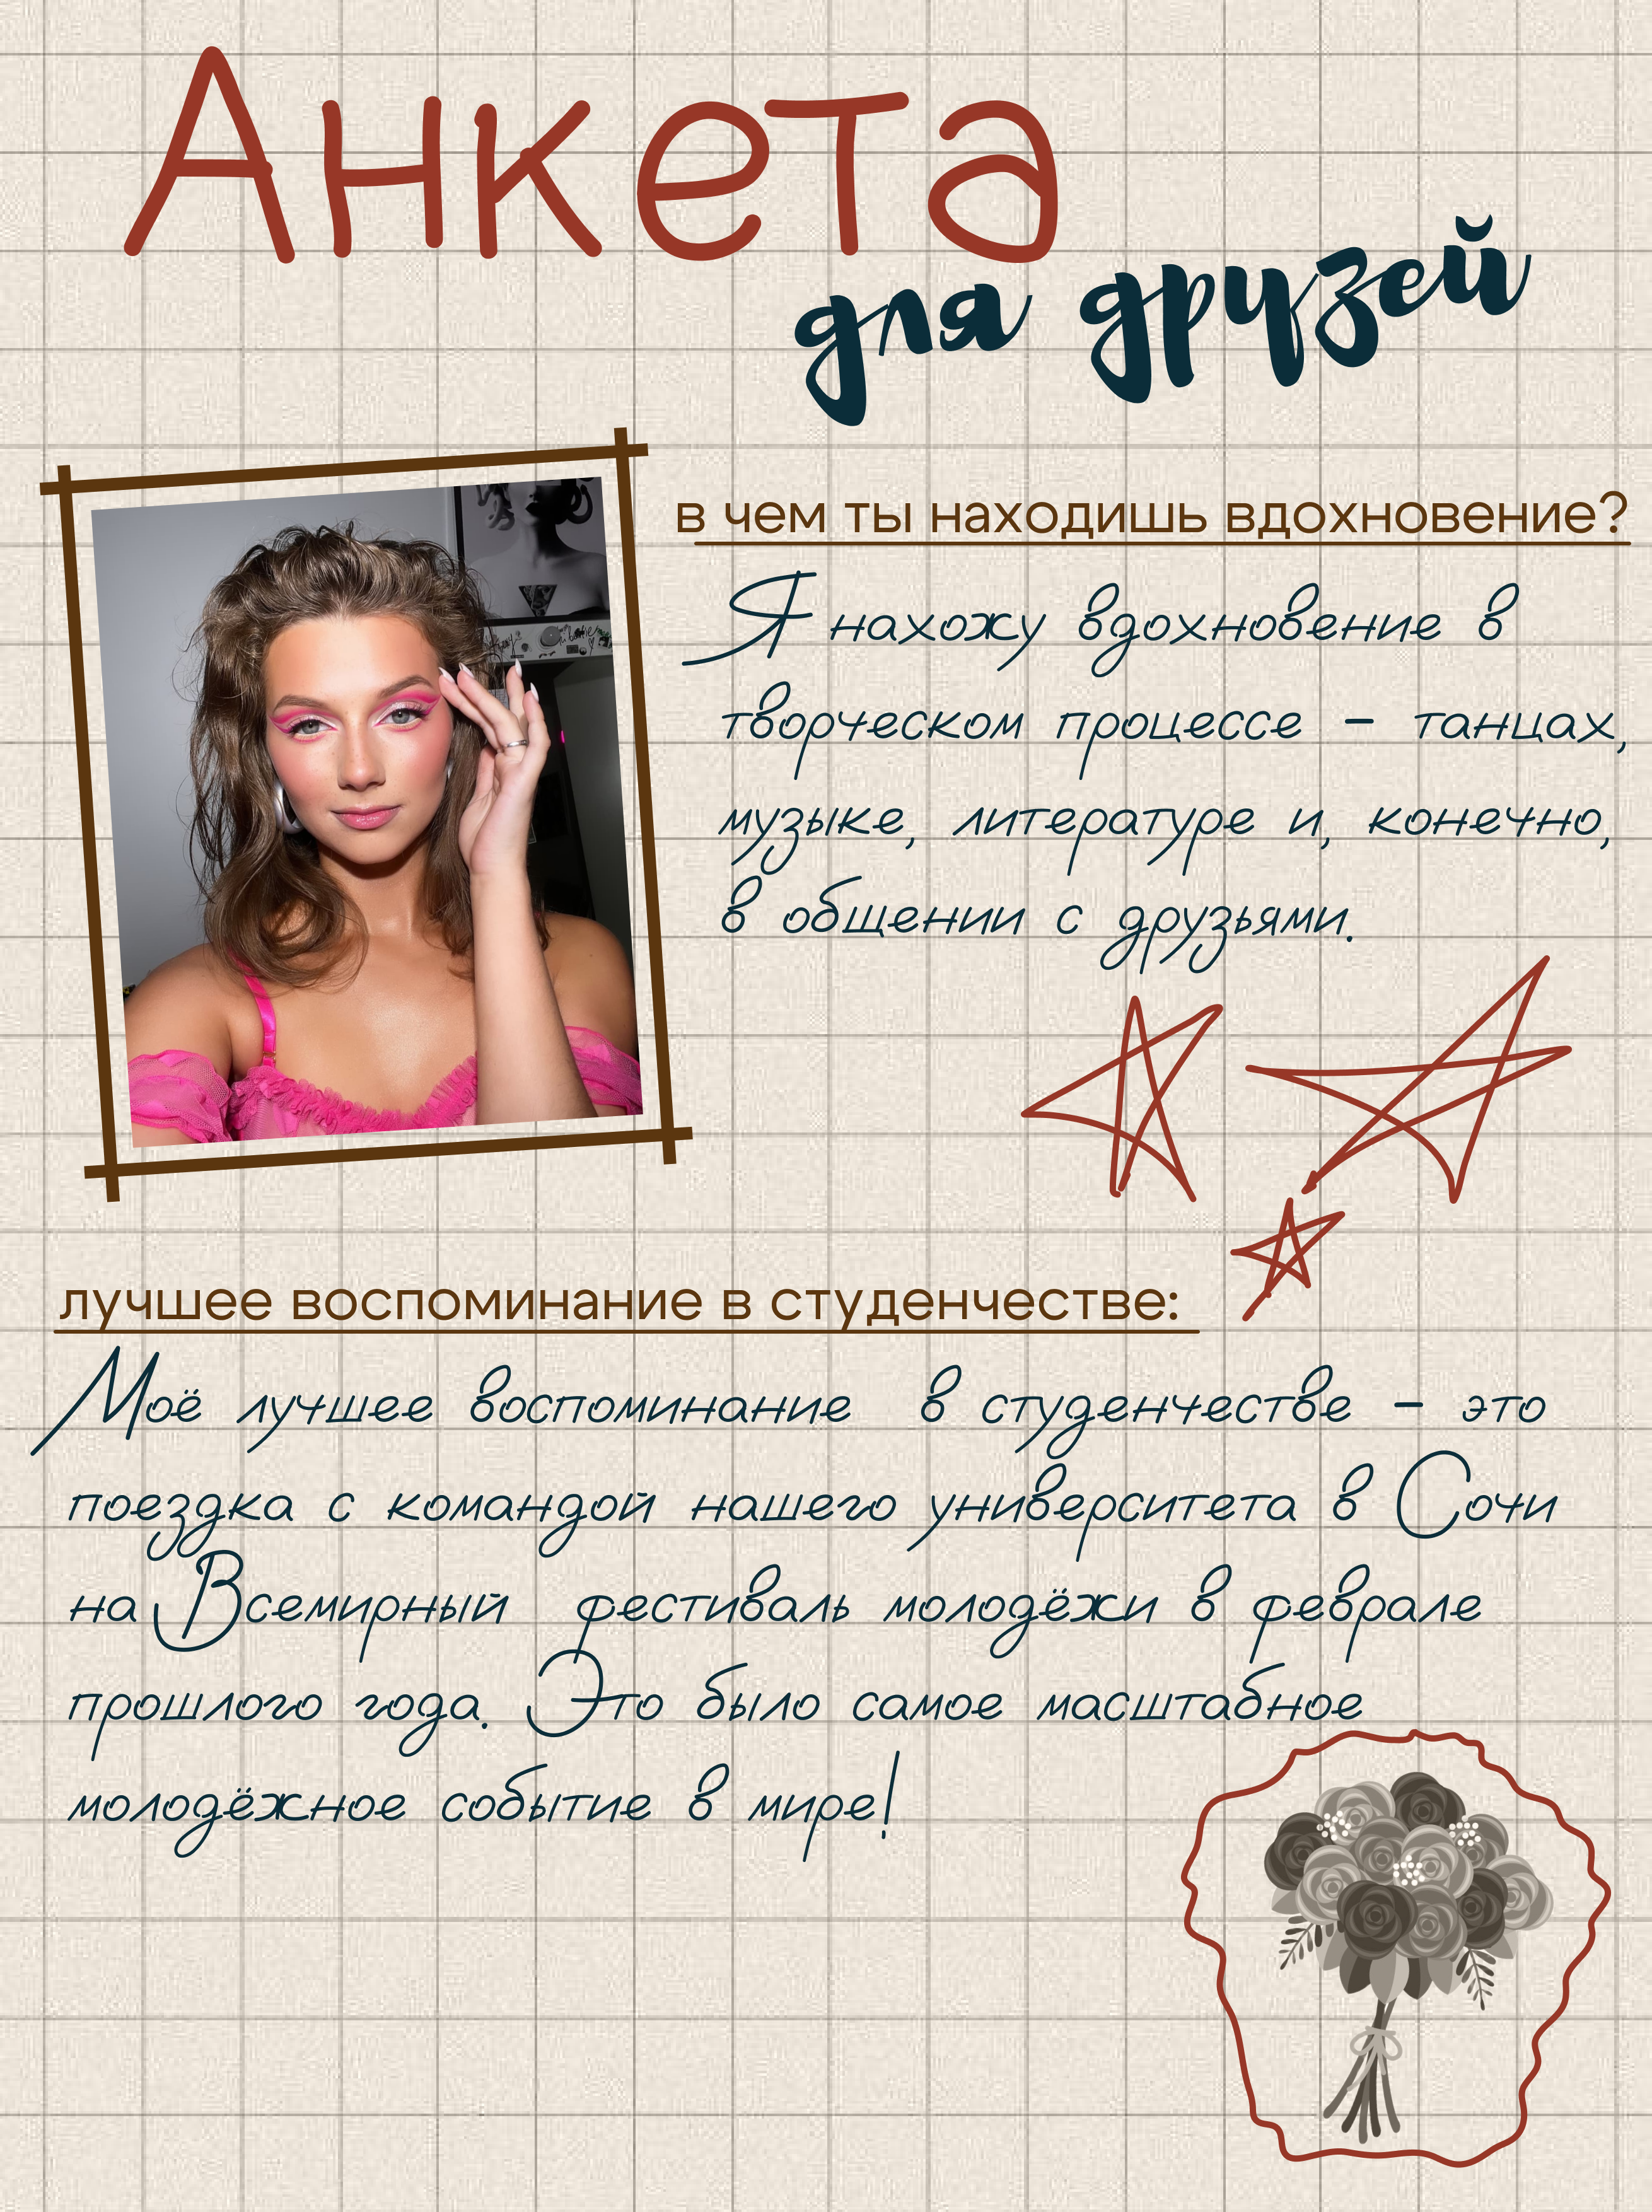 Анкета
для друзей
в чем ты находишь вдохновение?
Я нахожу вдохновение в
творческом процессе - танцах,
музыке, литературе и, конечно,
в общении с друзьями.
лучшее воспоминание в студенчестве:
Моё лучшее воспоминание в студенчестве - это
поездка с командой нашего университета в Сочи
на Всемирный фестиваль молодёжи в феврале
прошлого года. Это было самое масштабное
молодёжное событие в мире!